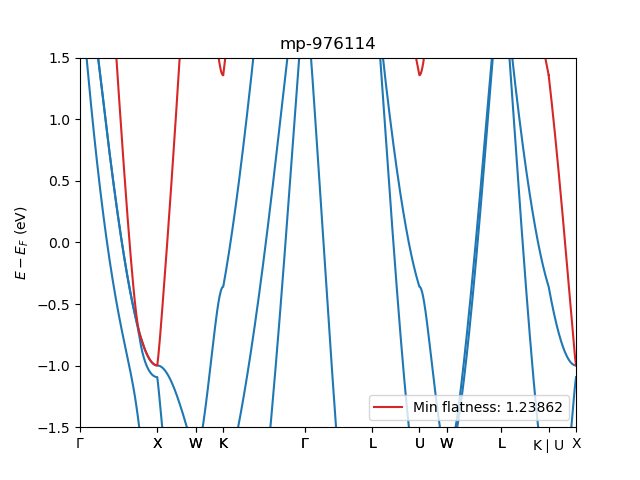 mp-976114
E − E_F (eV)
1.5
1.0
0.5
0.0
−0.5
−1.0
−1.5
Min flatness: 1.23862
Γ X W K Γ L U W L K | U X